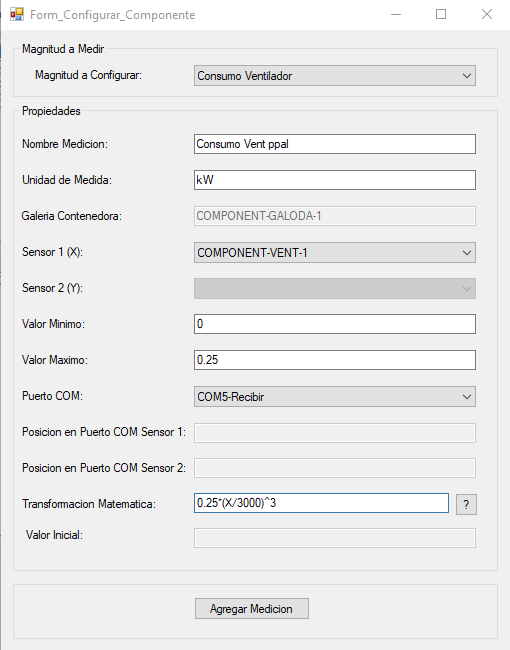 Form_Configurar_Componente
Magnitud a Medir
Magnitud a Configurar: Consumo Ventilador
Propiedades
Nombre Medicion: Consumo Vent ppal
Unidad de Medida: kW
Galeria Contenedora: COMPONENT-GALODA-1
Sensor 1 (X): COMPONENT-VENT-1
Sensor 2 (Y):
Valor Minimo: 0
Valor Maximo: 0.25
Puerto COM: COM5-Recibir
Posicion en Puerto COM Sensor 1:
Posicion en Puerto COM Sensor 2:
Transformacion Matematica: 0.25*(X/3000)^3 ?
Valor Inicial:
Agregar Medicion